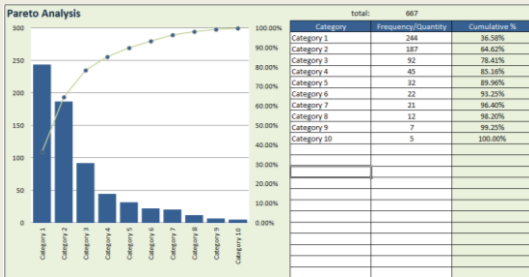 Pareto Analysis
total: 667
Category Frequency/Quantity Cumulative %
Category 1 244 36.58%
Category 2 187 64.62%
Category 3 92 78.41%
Category 4 45 85.16%
Category 5 32 89.96%
Category 6 22 93.25%
Category 7 21 96.40%
Category 8 12 98.20%
Category 9 7 99.25%
Category 10 5 100.00%
300 100.00%
90.00%
250
80.00%
70.00%
200
60.00%
150 50.00%
40.00%
100
30.00%
20.00%
50
10.00%
0 0.00%
Category 1
Category 2
Category 3
Category 4
Category 5
Category 6
Category 7
Category 8
Category 9
Category 10